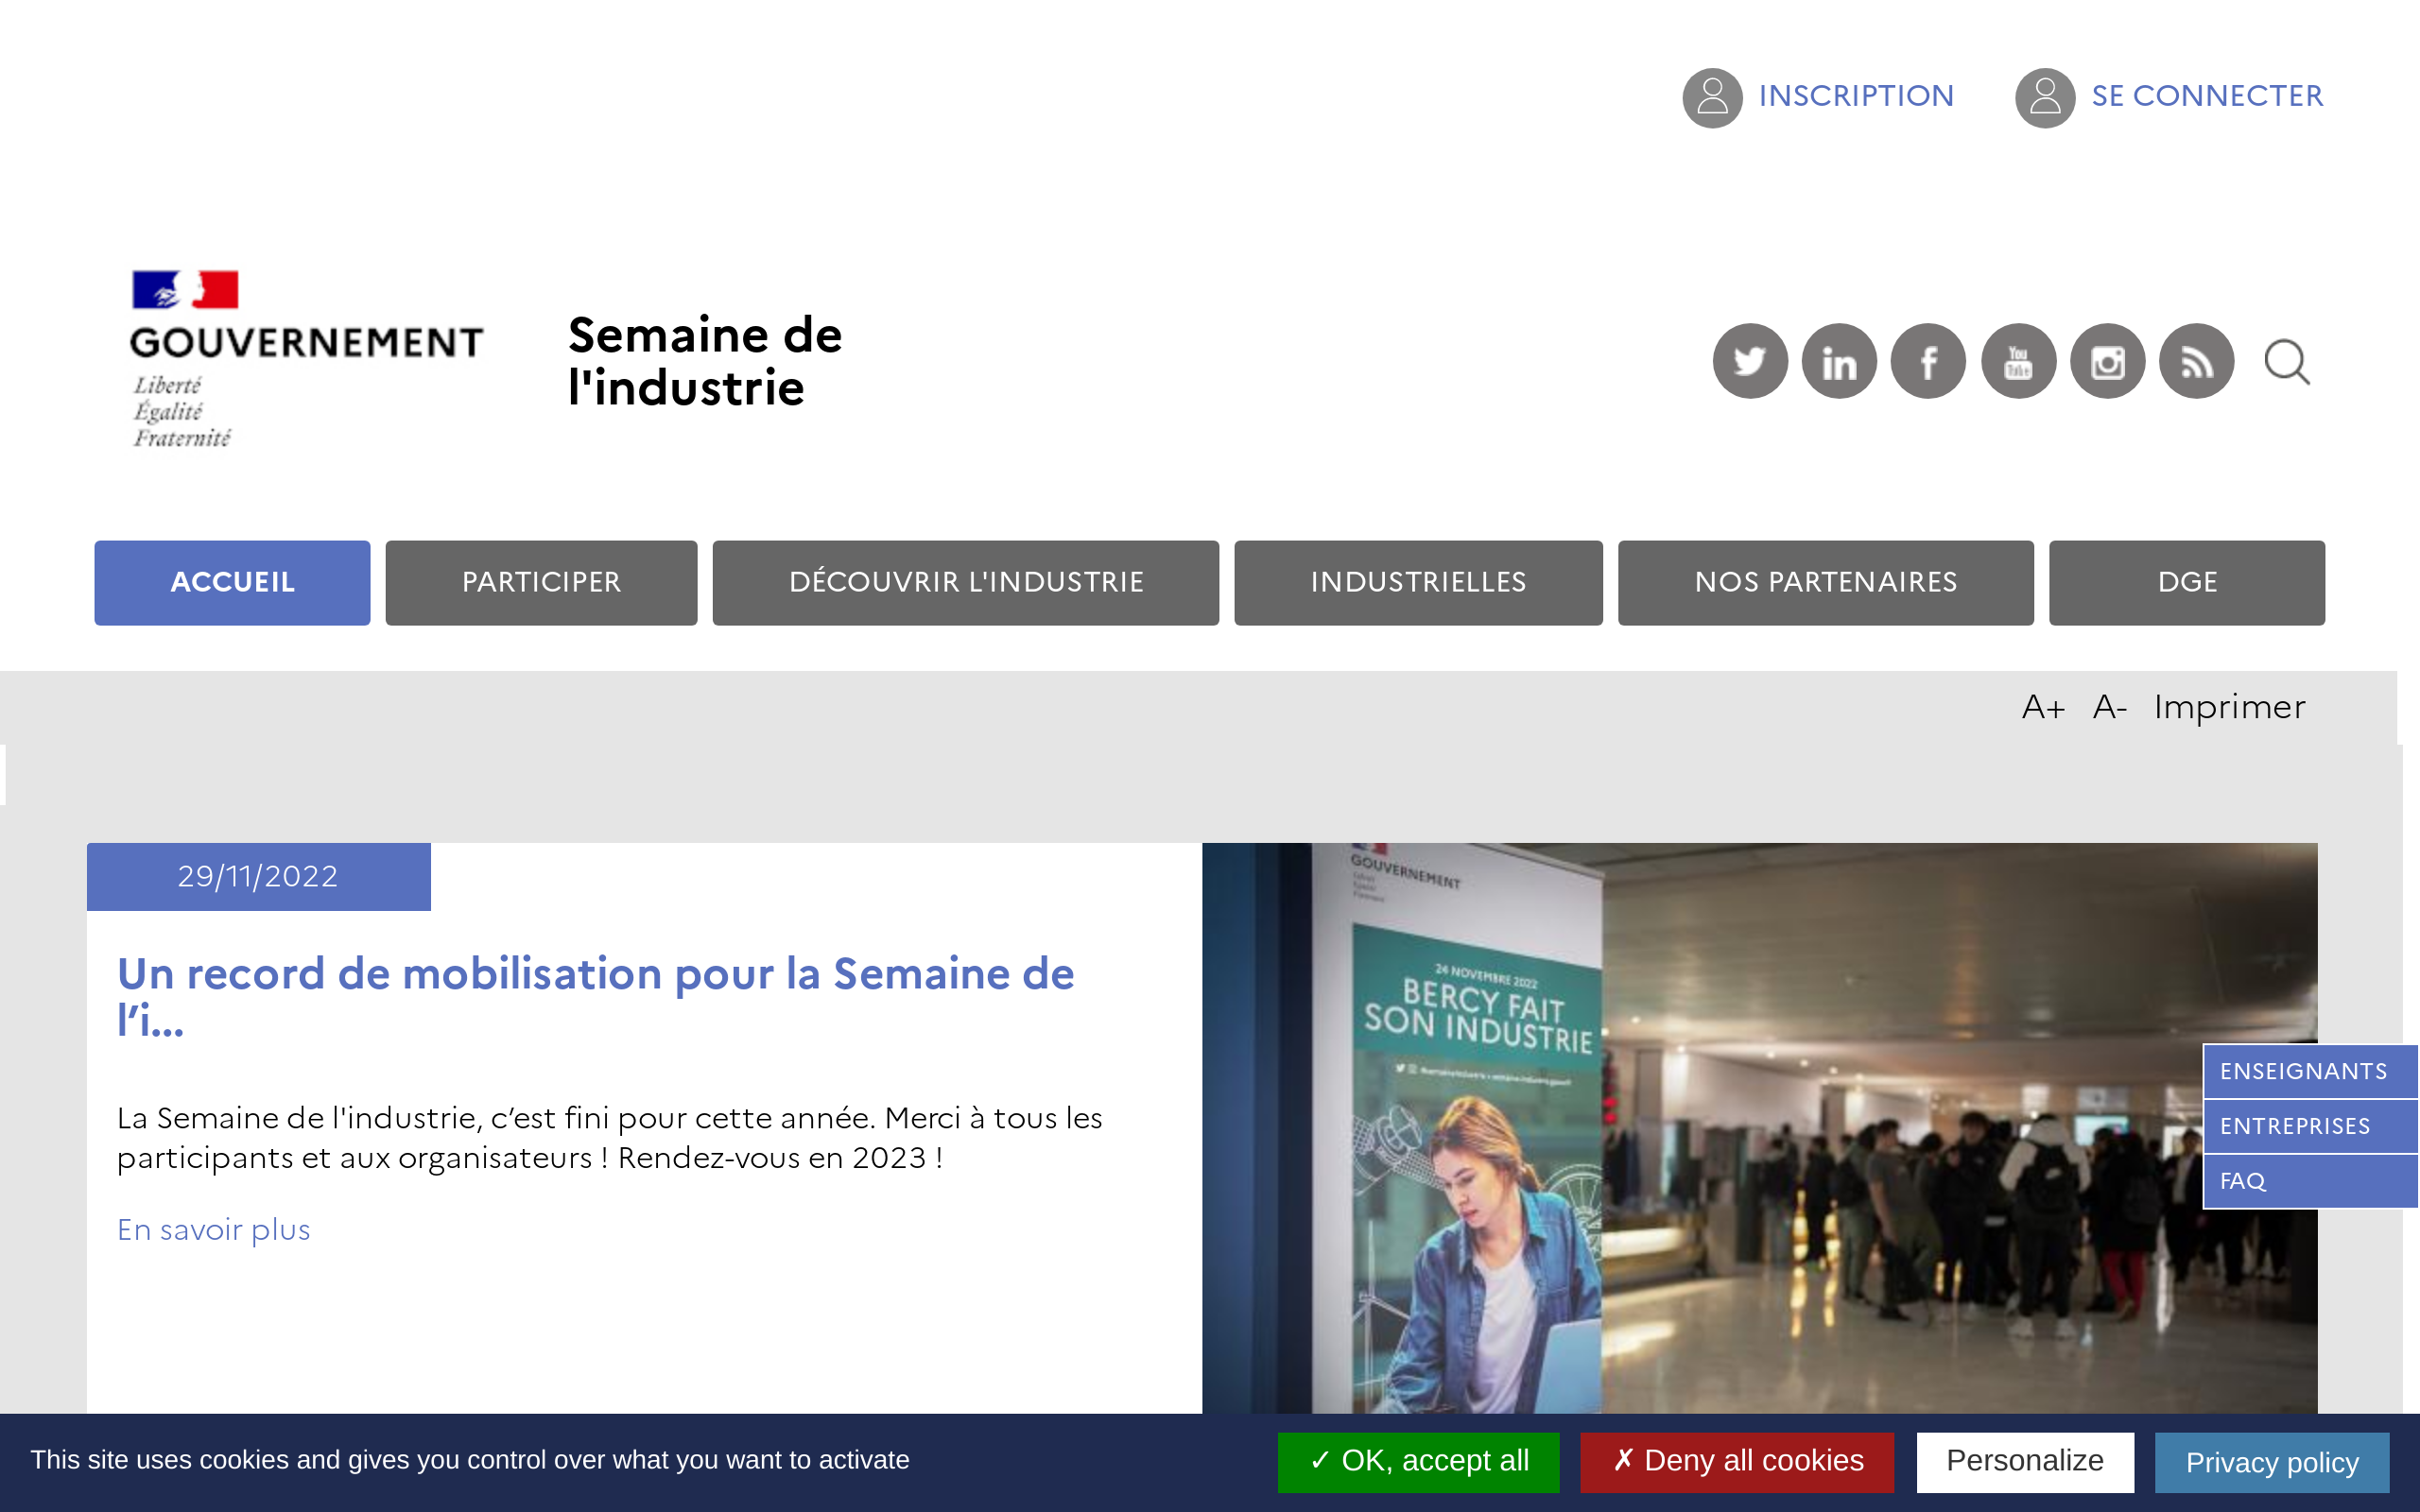 INSCRIPTION
SE CONNECTER
GOUVERNEMENT
Liberté
Égalité
Fraternité
Semaine de
l'industrie
You
Tube
ACCUEIL
PARTICIPER
DÉCOUVRIR L'INDUSTRIE
INDUSTRIELLES
NOS PARTENAIRES
DGE
A+ A- Imprimer
29/11/2022
Un record de mobilisation pour la Semaine de
l’i...
La Semaine de l'industrie, c’est fini pour cette année. Merci à tous les
participants et aux organisateurs ! Rendez-vous en 2023 !
En savoir plus
GOUVERNEMENT
24 NOVEMBRE 2022
BERCY FAIT
SON INDUSTRIE
ENSEIGNANTS
ENTREPRISES
FAQ
This site uses cookies and gives you control over what you want to activate
✓ OK, accept all
✗ Deny all cookies
Personalize
Privacy policy